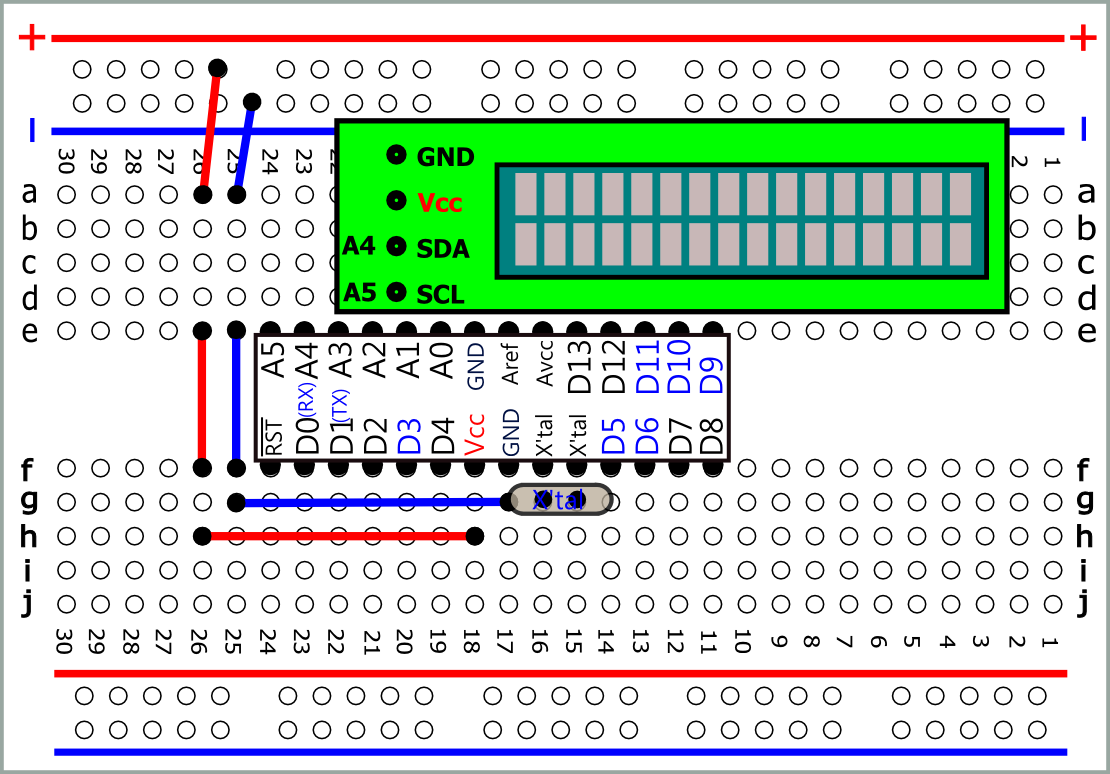 + +
| |
30 29 28 27 26 25 24 23 2 2 1
GND
a a
Vcc
b b
A4 SDA
c c
A5 SCL
d d
e e
A5 A4 A3 A2 A1 A0 GND Aref Avcc D13 D12 D11 D10 D9
RST D0(RX) D1(TX) D2 D3 D4 Vcc GND X'tal X'tal D5 D6 D7 D8
f f
g X'tal g
h h
i i
j j
30 29 28 27 26 25 24 23 22 21 20 19 18 17 16 15 14 13 12 11 10 9 8 7 6 5 4 3 2 1